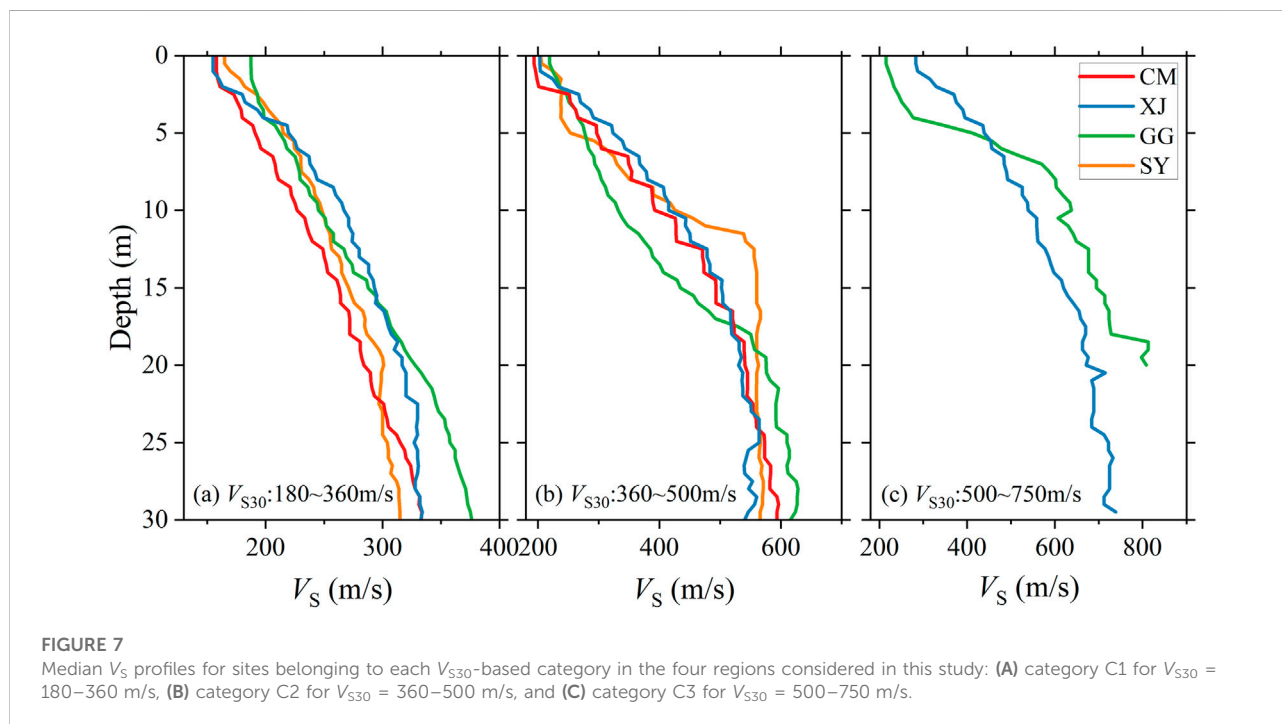 0
5
10
15
20
25
30
Depth (m)
CM
XJ
GG
SY
(a) VS30:180~360m/s
(b) VS30:360~500m/s
(c) VS30:500~750m/s
200 300 400
200 400 600
200 400 600 800
VS (m/s)
VS (m/s)
VS (m/s)
FIGURE 7
Median VS profiles for sites belonging to each VS30-based category in the four regions considered in this study: (A) category C1 for VS30 =
180–360 m/s, (B) category C2 for VS30 = 360–500 m/s, and (C) category C3 for VS30 = 500–750 m/s.